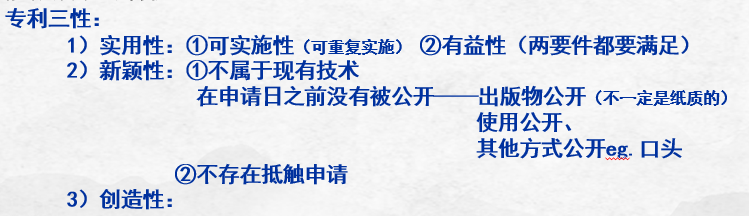 专利三性：
1）实用性：①可实施性（可重复实施）②有益性（两要件都要满足）
2）新颖性：①不属于现有技术
在申请日之前没有被公开——出版物公开（不一定是纸质的）
使用公开、
其他方式公开eg. 口头
②不存在抵触申请
3）创造性：